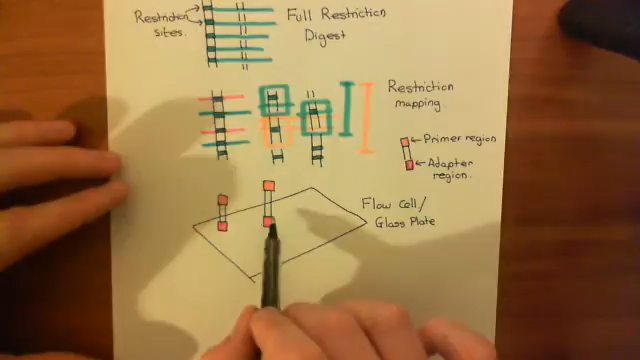 Restriction
sites.
Full Restriction
Digest
Restriction
mapping
Primer region
Adapter
region.
Flow Cell/
Glass Plate